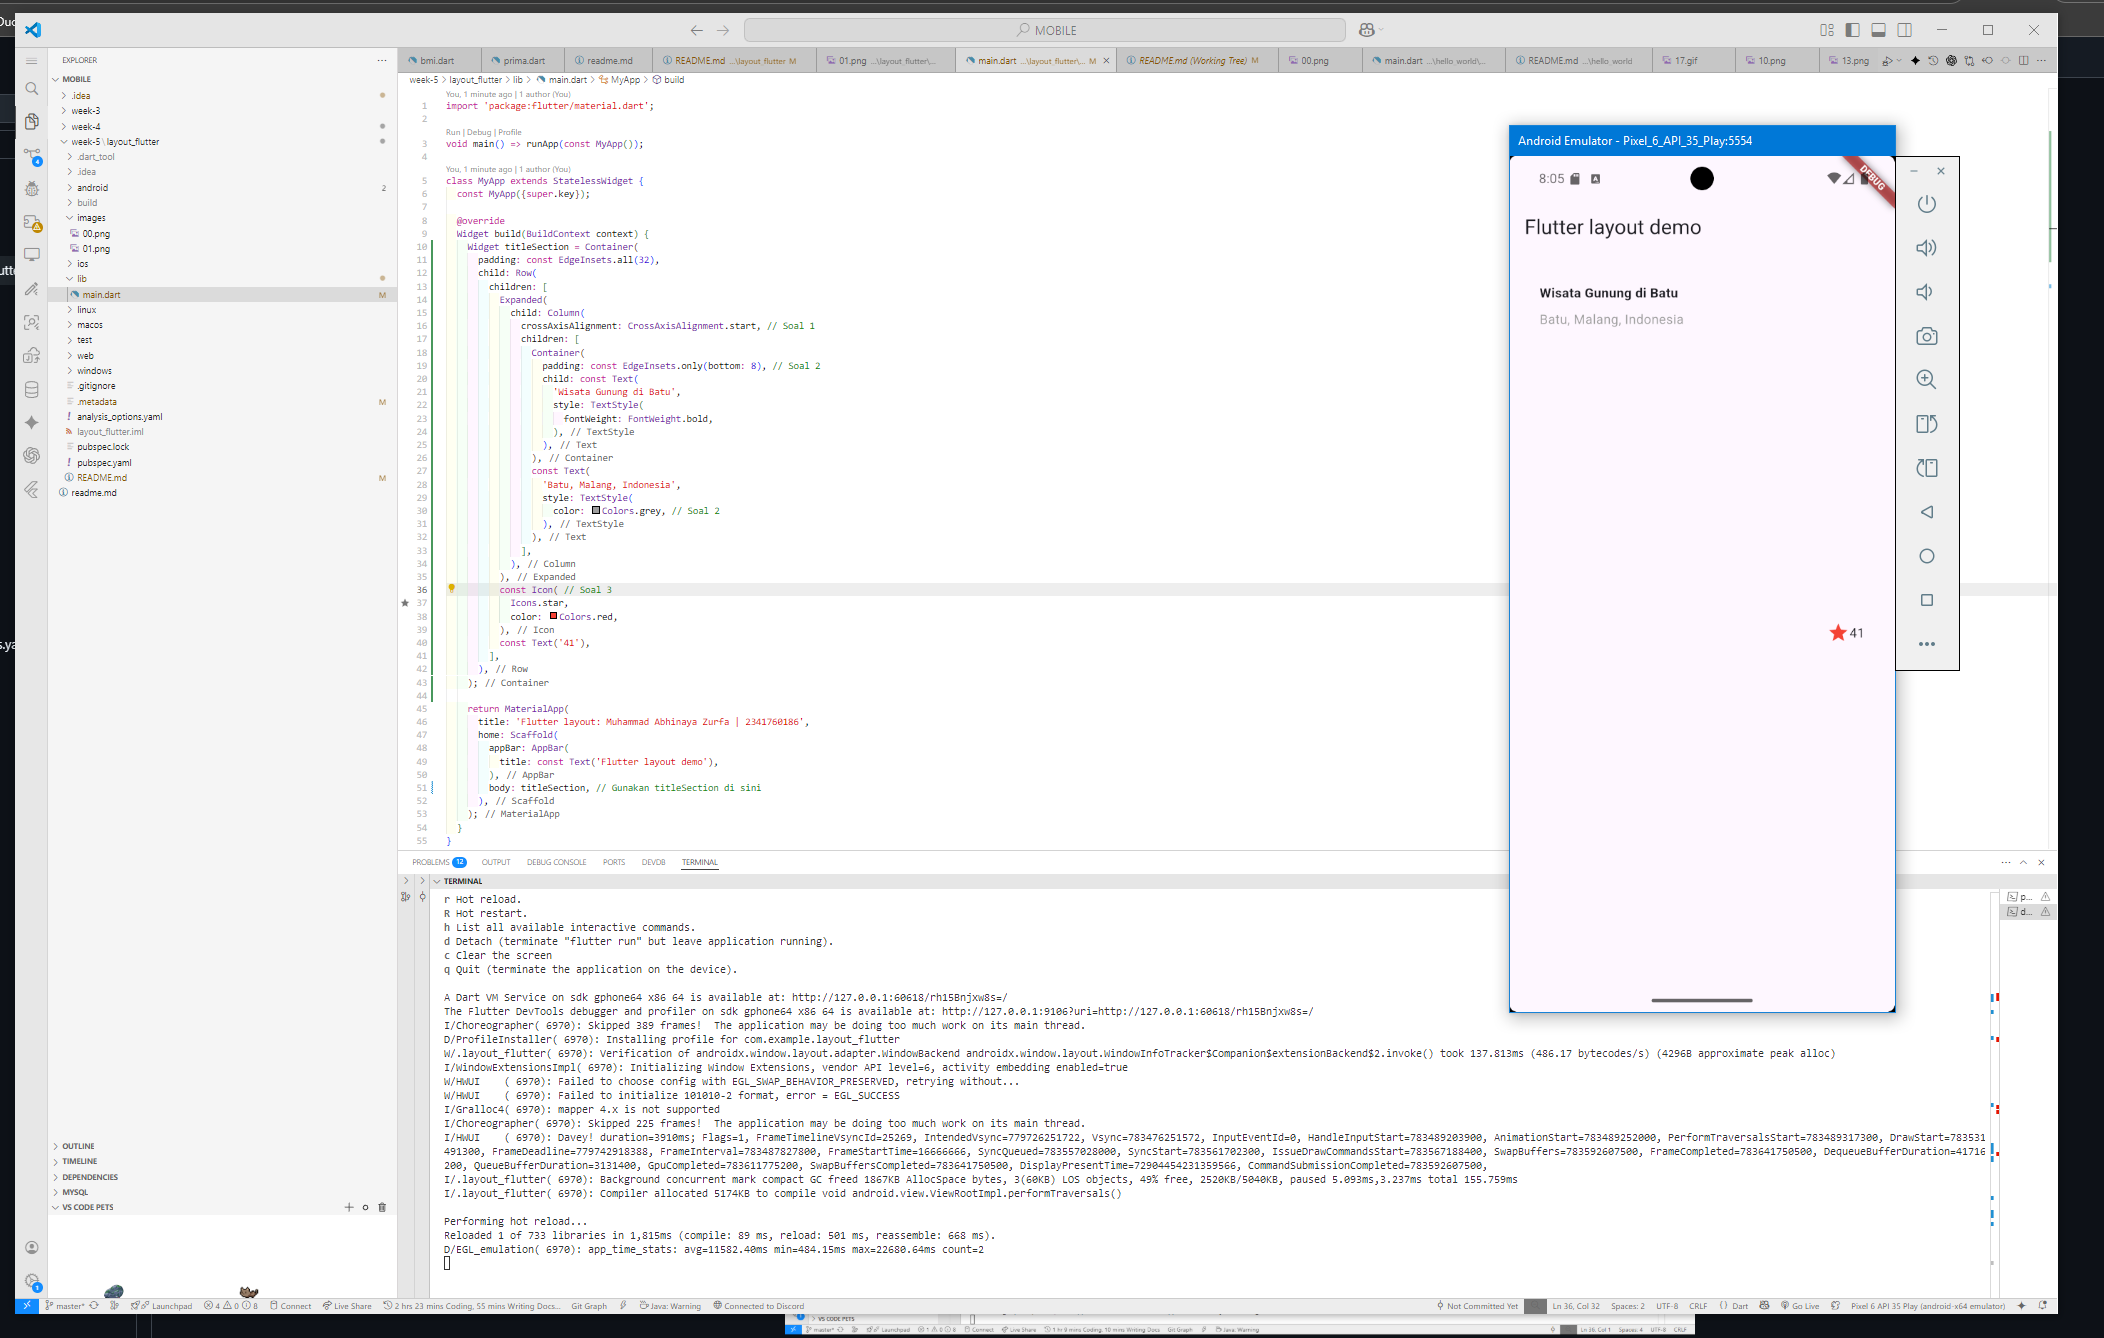 MOBILE
EXPLORER
MOBILE
.idea
week-3
week-4
week-5 \ layout_flutter
.dart_tool
.idea
android 2
build
images
00.png
01.png
ios
lib
main.dart M
linux
macos
test
web
windows
.gitignore
.metadata M
analysis_options.yaml
layout_flutter.iml
pubspec.lock
pubspec.yaml
README.md M
readme.md
OUTLINE
TIMELINE
DEPENDENCIES
MYSQL
VS CODE PETS
bmi.dart prima.dart readme.md README.md ...\layout_flutter M 01.png ...\layout_flutter\... main.dart ...\layout_flutter\... M README.md (Working Tree) M 00.png main.dart ...\hello_world\... README.md ...\hello_world 17.gif 10.png 13.png
week-5 > layout_flutter > lib > main.dart > MyApp > build
You, 1 minute ago | 1 author (You)
1 import 'package:flutter/material.dart';
2
Run | Debug | Profile
3 void main() => runApp(const MyApp());
4
You, 1 minute ago | 1 author (You)
5 class MyApp extends StatelessWidget {
6 const MyApp({super.key});
7
8 @override
9 Widget build(BuildContext context) {
10 Widget titleSection = Container(
11 padding: const EdgeInsets.all(32),
12 child: Row(
13 children: [
14 Expanded(
15 child: Column(
16 crossAxisAlignment: CrossAxisAlignment.start, // Soal 1
17 children: [
18 Container(
19 padding: const EdgeInsets.only(bottom: 8), // Soal 2
20 child: const Text(
21 'Wisata Gunung di Batu',
22 style: TextStyle(
23 fontWeight: FontWeight.bold,
24 ), // TextStyle
25 ), // Text
26 ), // Container
27 const Text(
28 'Batu, Malang, Indonesia',
29 style: TextStyle(
30 color: Colors.grey, // Soal 2
31 ), // TextStyle
32 ), // Text
33 ],
34 ), // Column
35 ), // Expanded
36 const Icon( // Soal 3
37 Icons.star,
38 color: Colors.red,
39 ), // Icon
40 const Text('41'),
41 ],
42 ), // Row
43 ); // Container
44
45 return MaterialApp(
46 title: 'Flutter layout: Muhammad Abhinaya Zurfa | 2341760186',
47 home: Scaffold(
48 appBar: AppBar(
49 title: const Text('Flutter layout demo'),
50 ), // AppBar
51 body: titleSection, // Gunakan titleSection di sini
52 ), // Scaffold
53 ); // MaterialApp
54 }
55 }
Android Emulator - Pixel_6_API_35_Play:5554
8:05
DEBUG
Flutter layout demo
Wisata Gunung di Batu
Batu, Malang, Indonesia
41
PROBLEMS 12 OUTPUT DEBUG CONSOLE PORTS DEVDB TERMINAL
TERMINAL
r Hot reload.
R Hot restart.
h List all available interactive commands.
d Detach (terminate "flutter run" but leave application running).
c Clear the screen
q Quit (terminate the application on the device).
A Dart VM Service on sdk gphone64 x86 64 is available at: http://127.0.0.1:60618/rh15Bnjxw8s=/
The Flutter DevTools debugger and profiler on sdk gphone64 x86 64 is available at: http://127.0.0.1:9106?uri=http://127.0.0.1:60618/rh15Bnjxw8s=/
I/Choreographer( 6970): Skipped 389 frames! The application may be doing too much work on its main thread.
D/ProfileInstaller( 6970): Installing profile for com.example.layout_flutter
W/.layout_flutter( 6970): Verification of androidx.window.layout.adapter.WindowBackend androidx.window.layout.WindowInfoTracker$Companion$extensionBackend$2.invoke() took 137.813ms (486.17 bytecodes/s) (4296B approximate peak alloc)
I/WindowExtensionsImpl( 6970): Initializing Window Extensions, vendor API level=6, activity embedding enabled=true
W/HWUI ( 6970): Failed to choose config with EGL_SWAP_BEHAVIOR_PRESERVED, retrying without...
W/HWUI ( 6970): Failed to initialize 101010-2 format, error = EGL_SUCCESS
I/Gralloc4( 6970): mapper 4.x is not supported
I/Choreographer( 6970): Skipped 225 frames! The application may be doing too much work on its main thread.
I/HWUI ( 6970): Davey! duration=3910ms; Flags=1, FrameTimelineVsyncId=25269, IntendedVsync=779726251722, Vsync=783476251572, InputEventId=0, HandleInputStart=783489203900, AnimationStart=783489252000, PerformTraversalsStart=783489317300, DrawStart=783531
491300, FrameDeadline=779742918388, FrameInterval=783487827800, FrameStartTime=16666666, SyncQueued=783557028000, SyncStart=783561702300, IssueDrawCommandsStart=783567188400, SwapBuffers=783592607500, FrameCompleted=783641750500, DequeueBufferDuration=41716
200, QueueBufferDuration=3131400, GpuCompleted=783611775200, SwapBuffersCompleted=783641750500, DisplayPresentTime=72904454231359566, CommandSubmissionCompleted=783592607500,
I/.layout_flutter( 6970): Background concurrent mark compact GC freed 1867KB AllocSpace bytes, 3(60KB) LOS objects, 49% free, 2520KB/5040KB, paused 5.093ms,3.237ms total 155.759ms
I/.layout_flutter( 6970): Compiler allocated 5174KB to compile void android.view.ViewRootImpl.performTraversals()
Performing hot reload...
Reloaded 1 of 733 libraries in 1,815ms (compile: 89 ms, reload: 501 ms, reassemble: 668 ms).
D/EGL_emulation( 6970): app_time_stats: avg=11582.40ms min=484.15ms max=22680.64ms count=2
p...
d...
master* Launchpad 4 0 8 Connect Live Share 2 hrs 23 mins Coding, 55 mins Writing Docs... Git Graph Java: Warning Connected to Discord Not Committed Yet Ln 36, Col 32 Spaces: 2 UTF-8 CRLF Dart Go Live Pixel 6 API 35 Play (android-x64 emulator)
VS CODE PETS